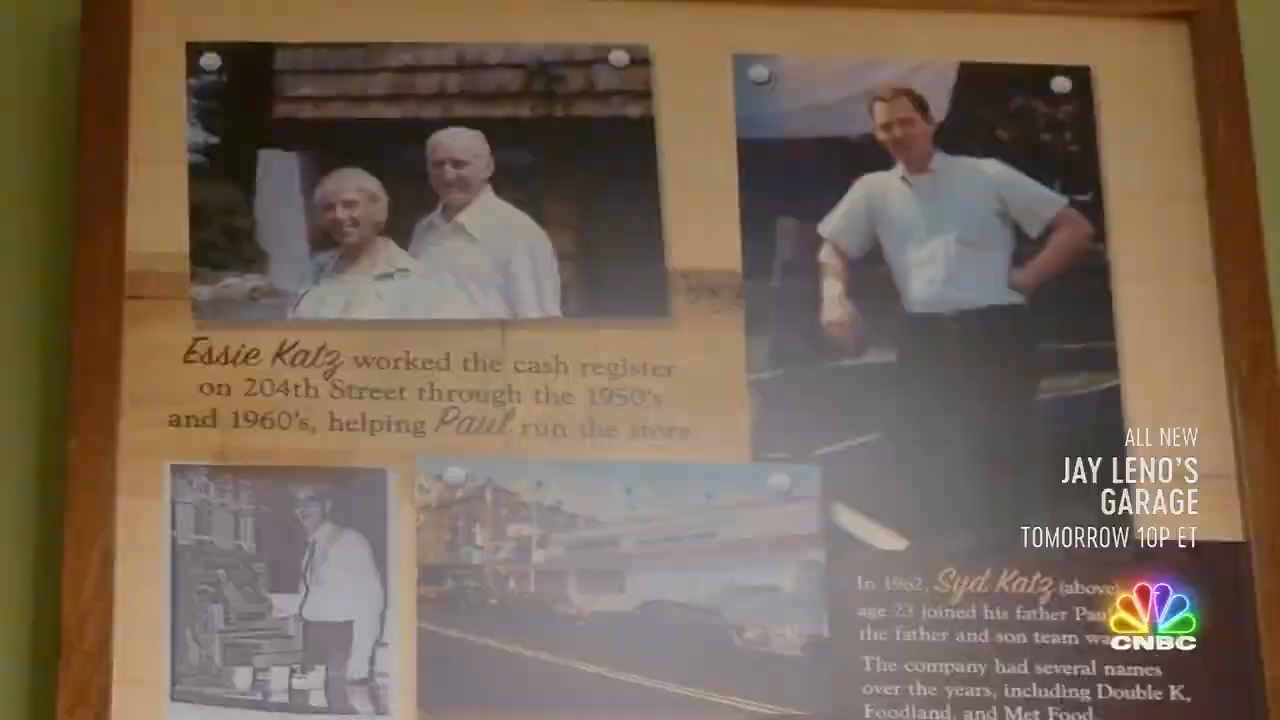 Essie Katz worked the cash register
on 204th Street through the 1950's
and 1960's, helping Paul run the store
ALL NEW
JAY LENO'S
GARAGE
TOMORROW 10P ET
In 1962, Syd Katz (above)
age 23 joined his father
the father and son team
The company had several names
over the years, including Double K,
Foodland, and Met Food.
CNBC